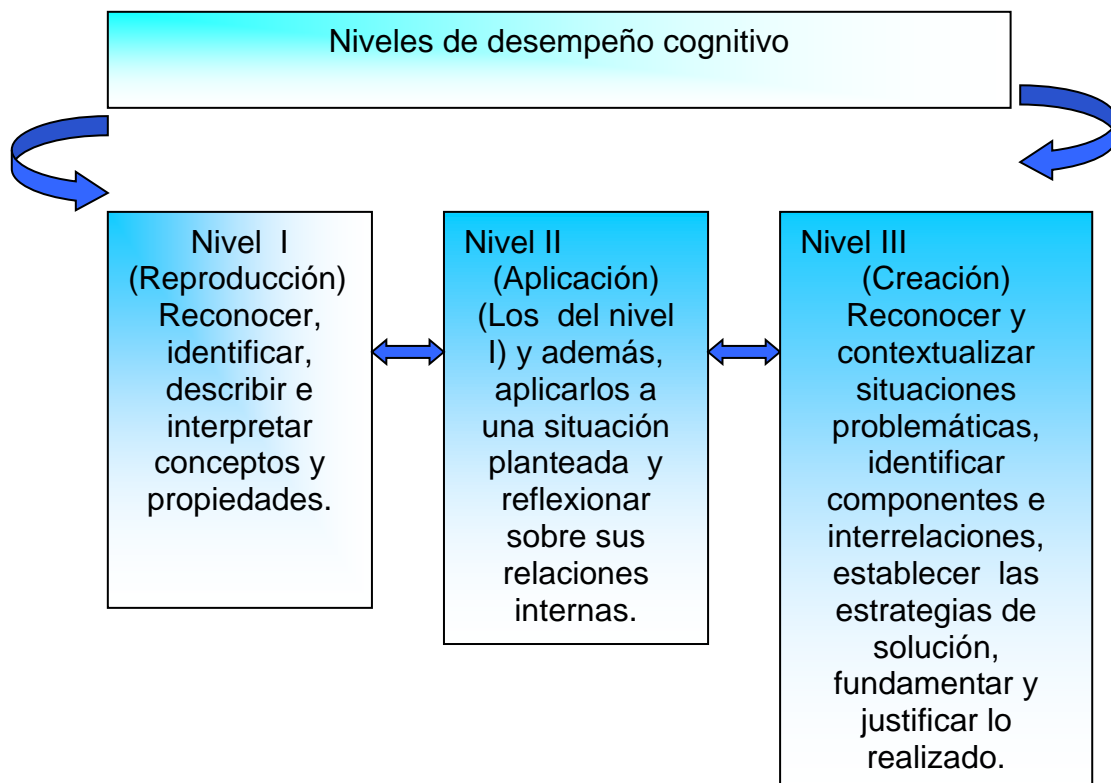 Niveles de desempeño cognitivo
Nivel I
(Reproducción)
Reconocer,
identificar,
describir e
interpretar
conceptos y
propiedades.
Nivel II
(Aplicación)
(Los del nivel
I) y además,
aplicarlos a
una situación
planteada y
reflexionar
sobre sus
relaciones
internas.
Nivel III
(Creación)
Reconocer y
contextualizar
situaciones
problemáticas,
identificar
componentes e
interrelaciones,
establecer las
estrategias de
solución,
fundamentar y
justificar lo
realizado.